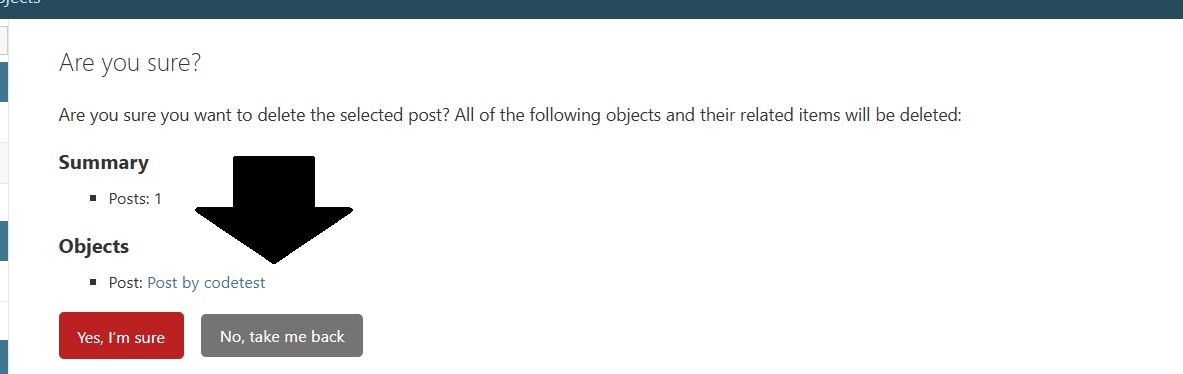 Are you sure?
Are you sure you want to delete the selected post? All of the following objects and their related items will be deleted:
Summary
Posts: 1
Objects
Post: Post by codetest
Yes, I'm sure
No, take me back